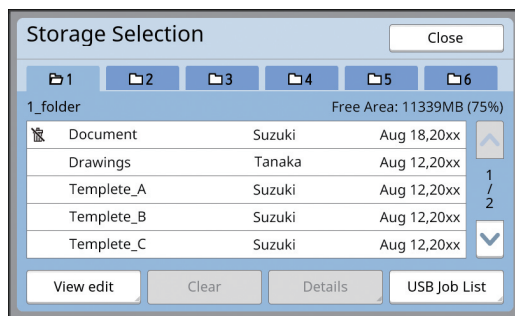 Storage Selection Close
1 2 3 4 5 6
1_folder Free Area: 11339MB (75%)
Document Suzuki Aug 18,20xx
Drawings Tanaka Aug 12,20xx
Templete_A Suzuki Aug 12,20xx
Templete_B Suzuki Aug 12,20xx
Templete_C Suzuki Aug 12,20xx
1
/
2
View edit Clear Details USB Job List